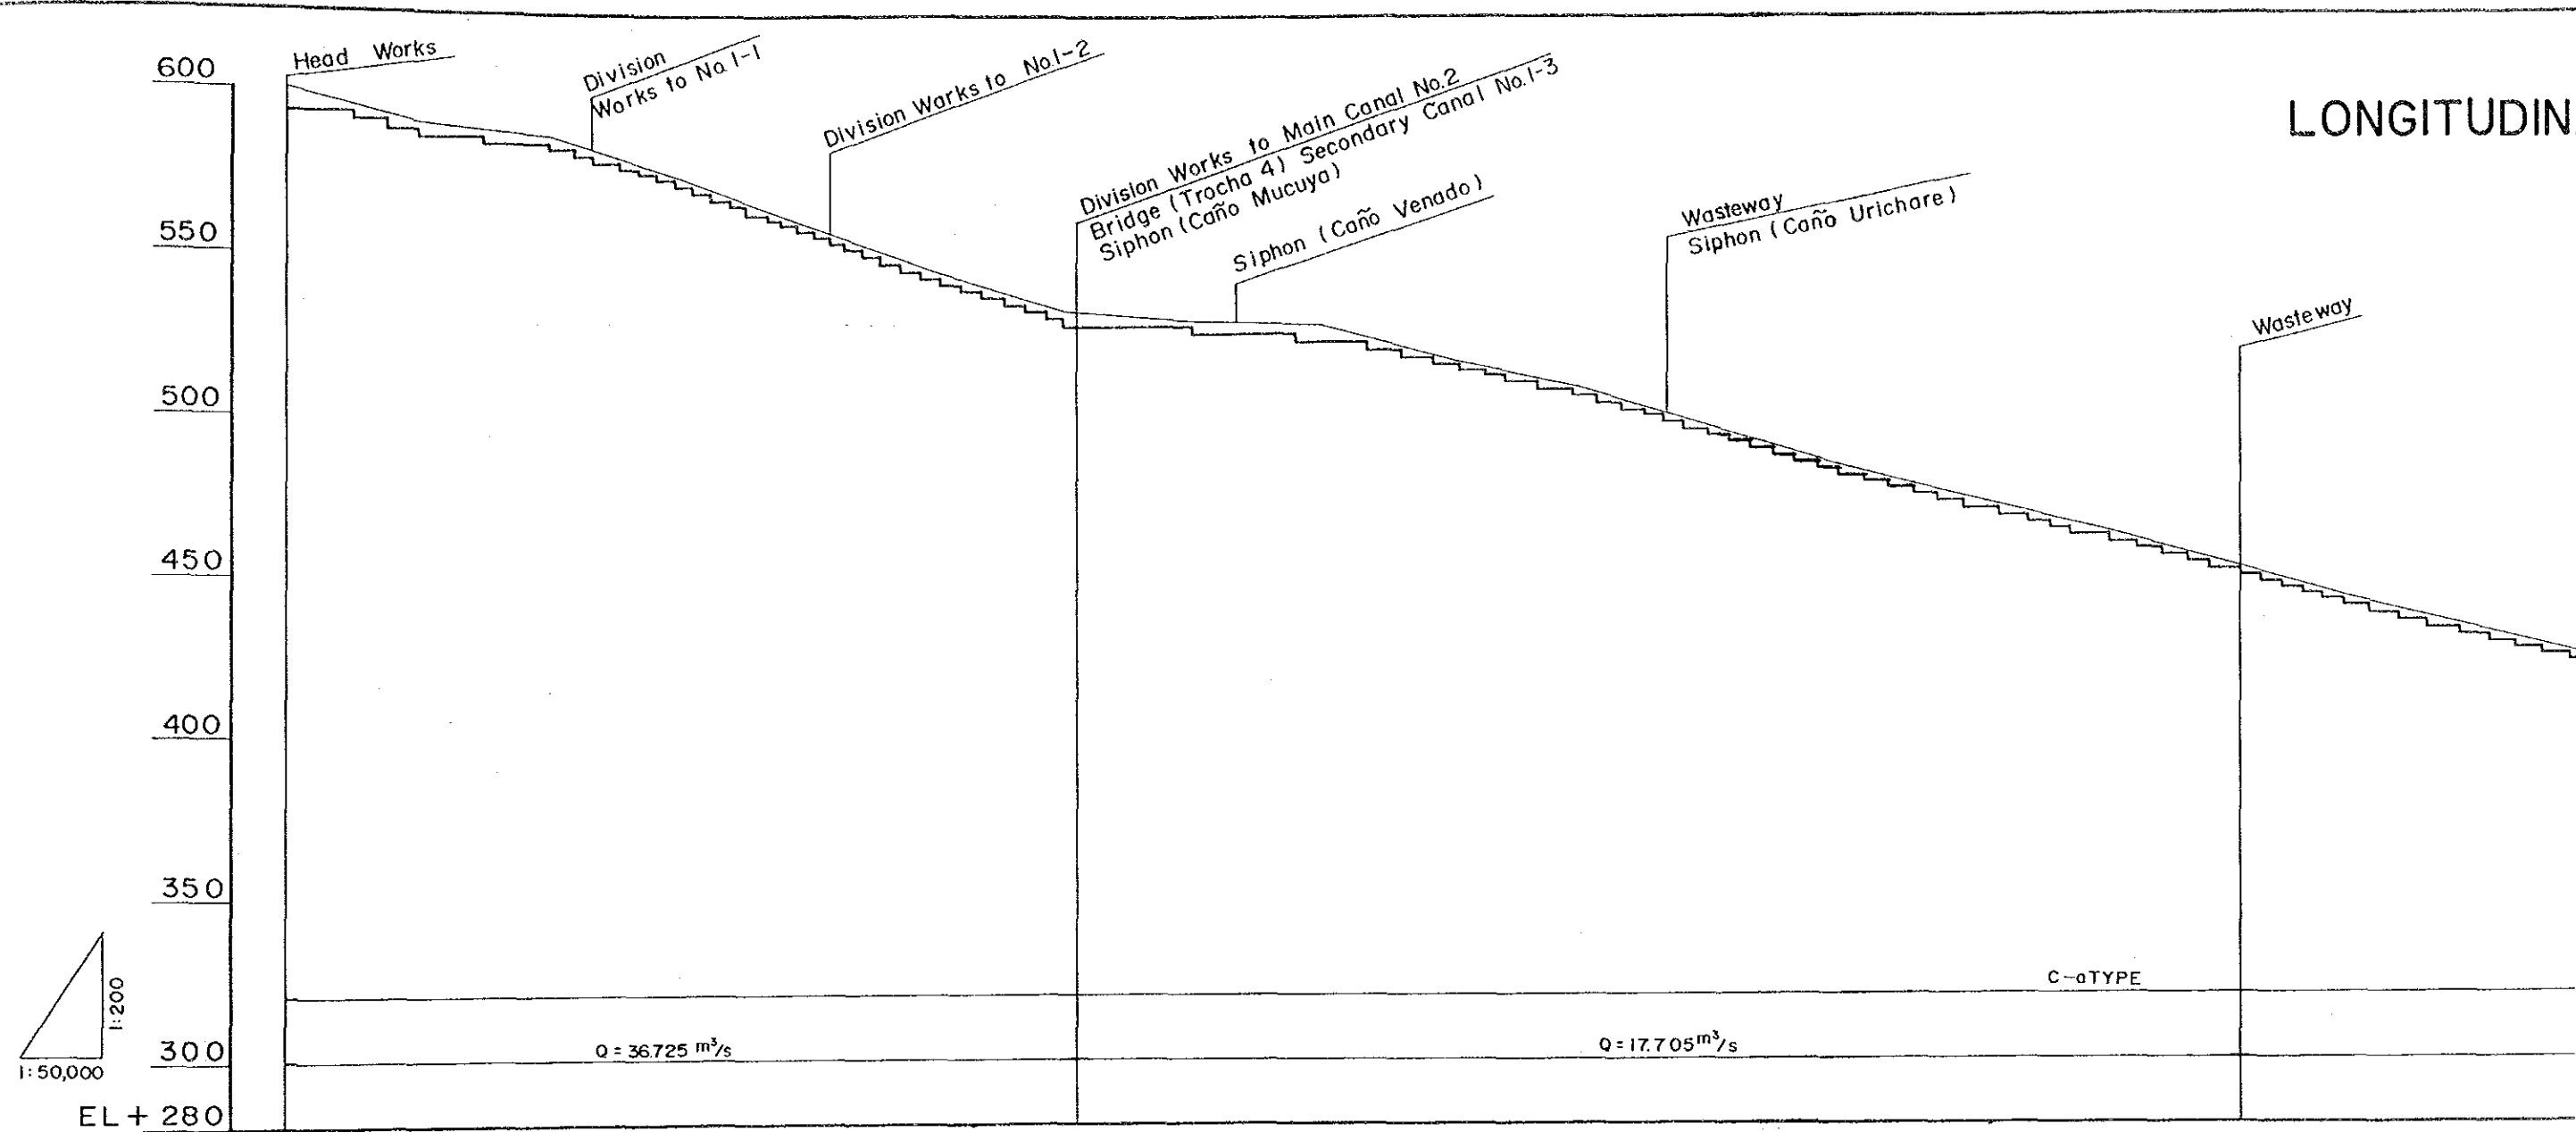 Head Works
Division
Works to No.1-1
Division Warks to No.1-2
Division Works to Main Canal No.2
Bridge (Trocha 4) Secondary Canal No.1-3
Siphon (Caño Mucuya)
Siphon (Caño Venado)
Wasteway
Siphon (Caño Urichare)
Wasteway
LONGITUDIN
600
550
500
450
400
350
300
EL+280
1:200
1:50,000
C-aTYPE
Q=36.725 m³/s
Q=17.705 m³/s